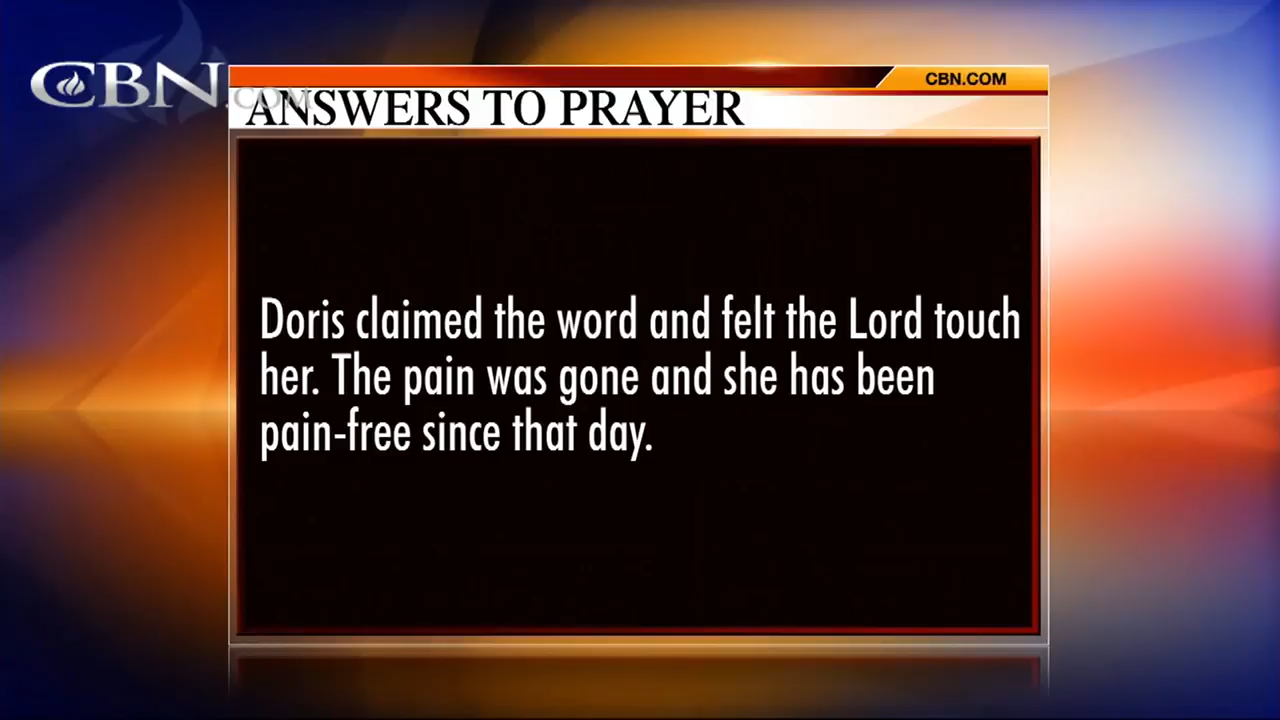 CBN.COM
CBN.COM
ANSWERS TO PRAYER
Doris claimed the word and felt the Lord touch
her. The pain was gone and she has been
pain-free since that day.